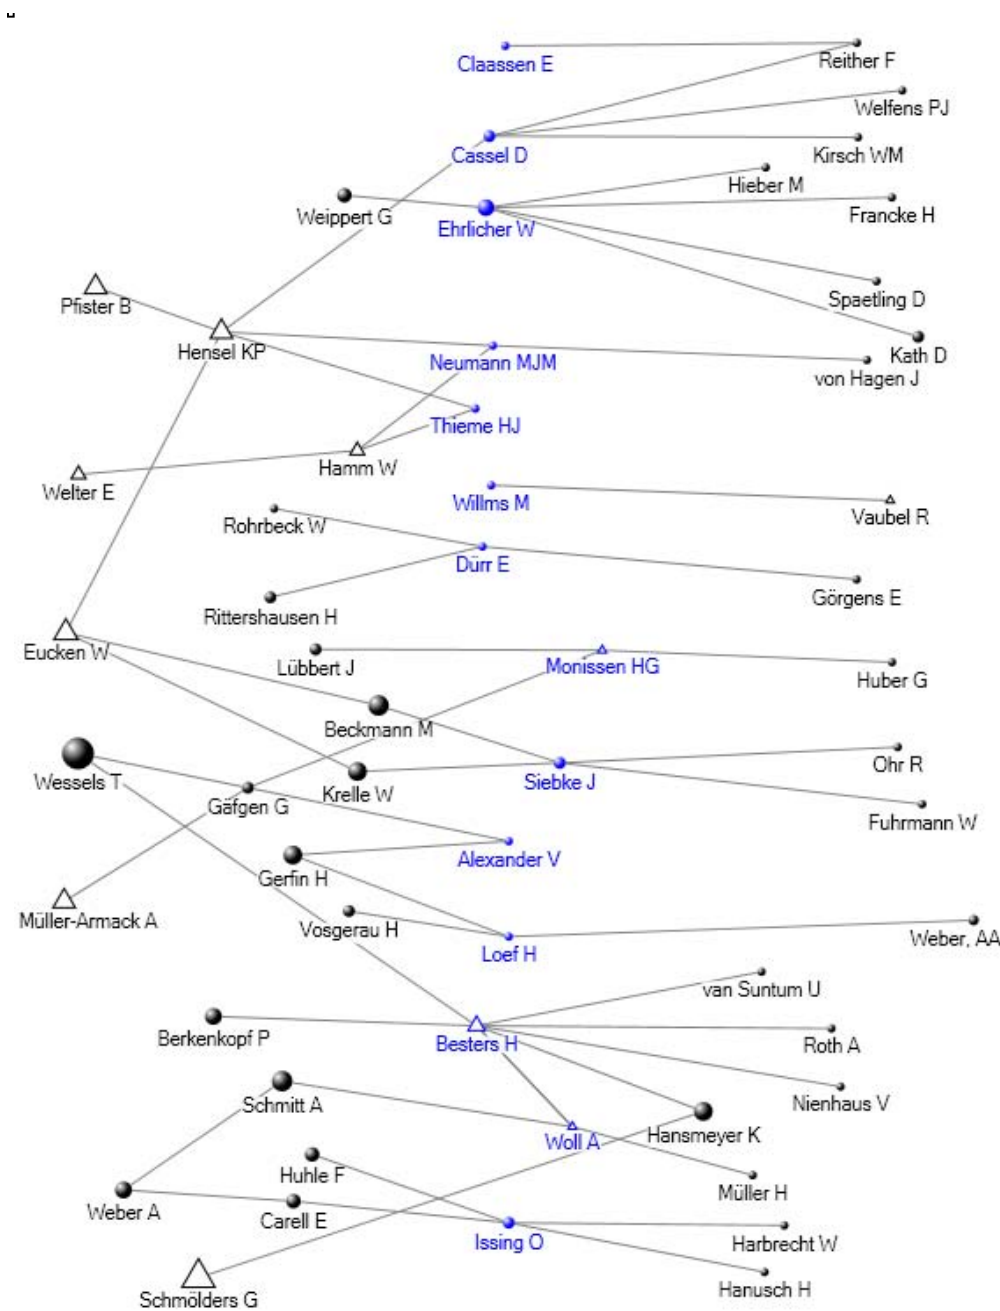 Claassen E
Reither F
Welfens PJ
Cassel D
Kirsch WM
Hieber M
Weippert G
Francke H
Ehrlicher W
Pfister B
Spaetling D
Hensel KP
Kath D
Neumann MJM
von Hagen J
Thieme HJ
Hamm W
Welter E
Willms M
Vaubel R
Rohrbeck W
Dürr E
Görgens E
Rittershausen H
Eucken W
Lübbert J
Monissen HG
Huber G
Beckmann M
Wessels T
Ohr R
Siebke J
Krelle W
Gäfgen G
Fuhrmann W
Alexander V
Gerfin H
Müller-Armack A
Vosgerau H
Weber, AA
Loef H
van Suntum U
Berkenkopf P
Besters H
Roth A
Nienhaus V
Schmitt A
Hansmeyer K
Woll A
Huhle F
Müller H
Weber A
Carell E
Issing O
Harbrecht W
Hanusch H
Schmölders G